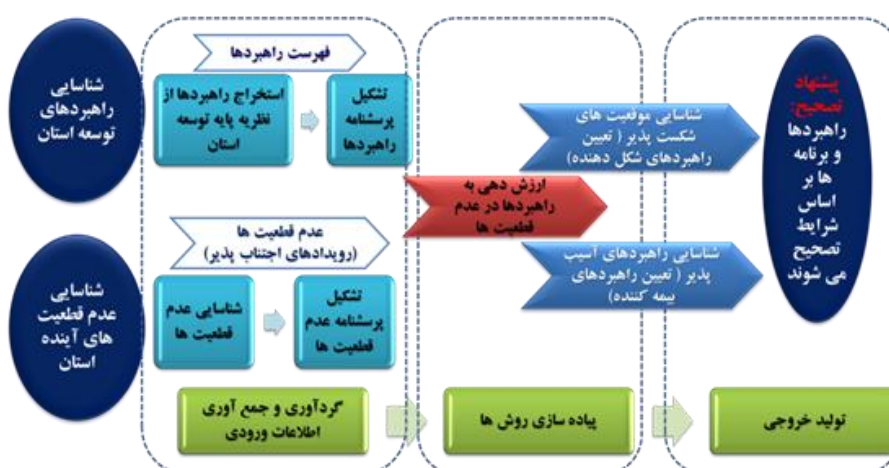 شناسایی
راهبردهای
توسعه استان
فهرست راهبردها
استخراج راهبردها از
نظریه پایه توسعه
استان
تشکیل
پرسشنامه
راهبردها
شناسایی
عدم قطعیت
های آینده
استان
عدم قطعیت ها
(رویدادهای اجتناب پذیر)
شناسایی عدم
قطعیت ها
تشکیل
پرسشنامه عدم
قطعیت ها
ارزش دهی به
راهبردها در عدم
قطعیت ها
شناسایی موقعیت های
شکست پذیر ( تعیین
راهبردهای شکل دهنده)
شناسایی راهبردهای آسیب
پذیر ( تعیین راهبردهای
بیمه کننده)
پیشنهاد
تصحیح:
راهبردها
و برنامه
ها بر
اساس
شرایط
تصحیح
می شوند
گردآوری و جمع آوری
اطلاعات ورودی
پیاده سازی روش ها
تولید خروجی